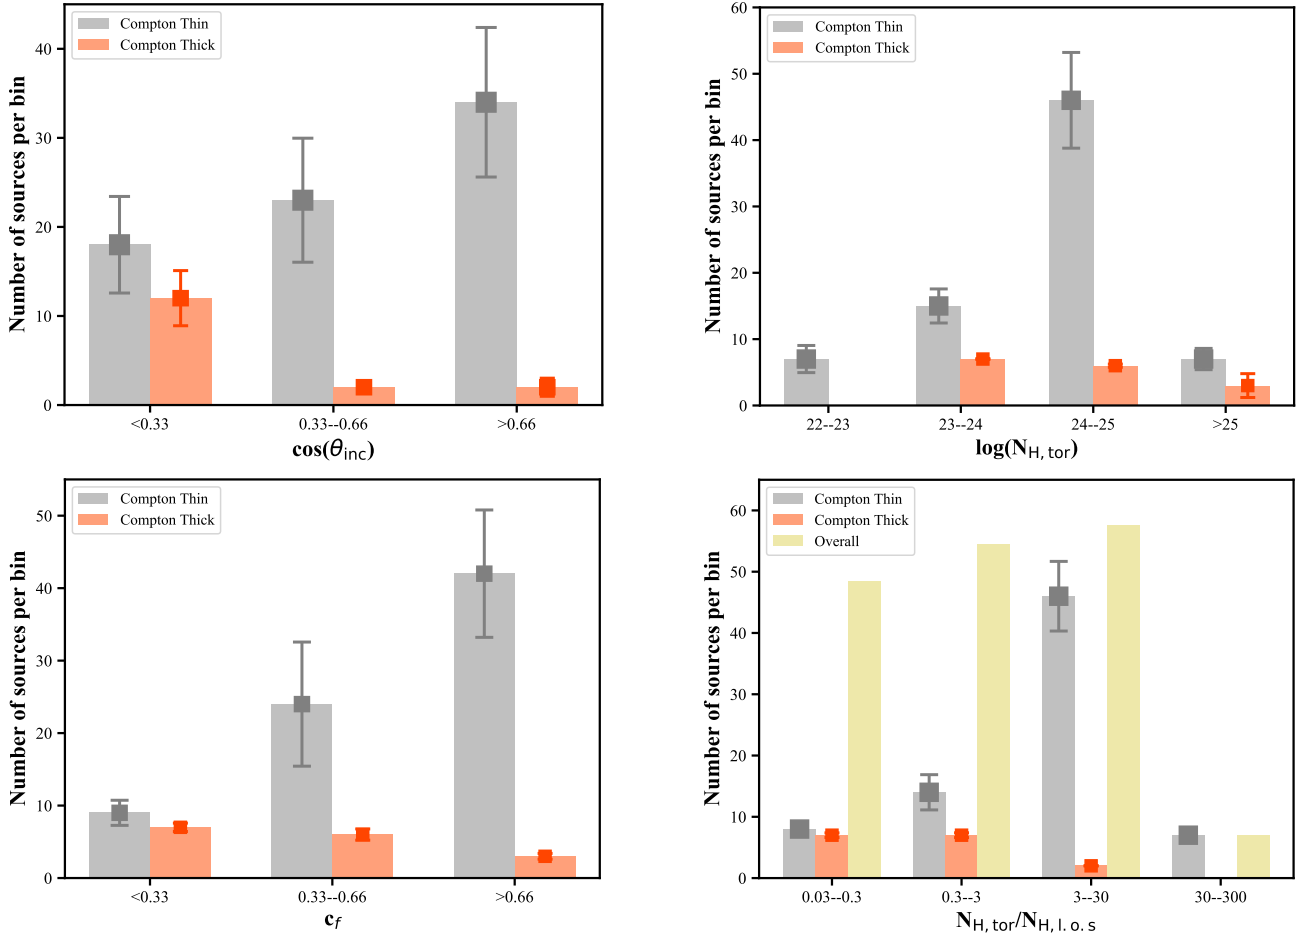 Number of sources per bin
40
30
20
10
0
Compton Thin
Compton Thick
<0.33
0.33--0.66
>0.66
cos(θinc)
Number of sources per bin
60
50
40
30
20
10
0
Compton Thin
Compton Thick
22--23
23--24
24--25
>25
log(NH, tor)
Number of sources per bin
50
40
30
20
10
0
Compton Thin
Compton Thick
<0.33
0.33--0.66
>0.66
cf
Number of sources per bin
60
50
40
30
20
10
0
Compton Thin
Compton Thick
Overall
0.03--0.3
0.3--3
3--30
30--300
NH, tor/NH, l. o. s